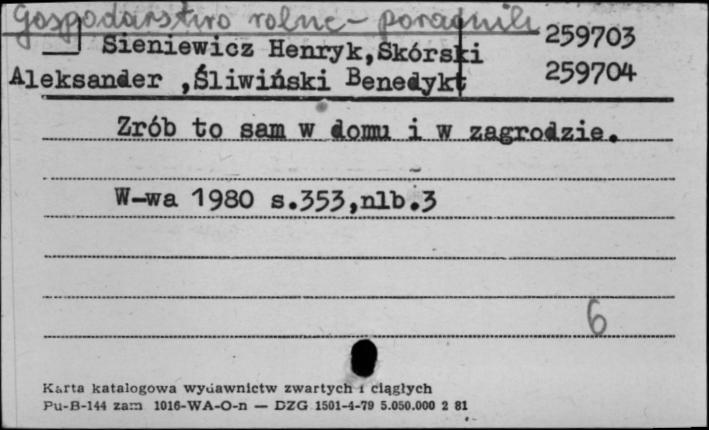 Gospodarstwo rolne - poradniki
Sieniewicz Henryk,Skórski 259703
Aleksander ,Śliwiński Benedykt 259704
Zrób to sam w domu i w zagrodzie.
W-wa 1980 s.353,nlb.3
6
Karta katalogowa wydawnictw zwartych i ciągłych
Pu-B-144 zam 1016-WA-O-n — DZG 1501-4-79 5.050.000 2 81